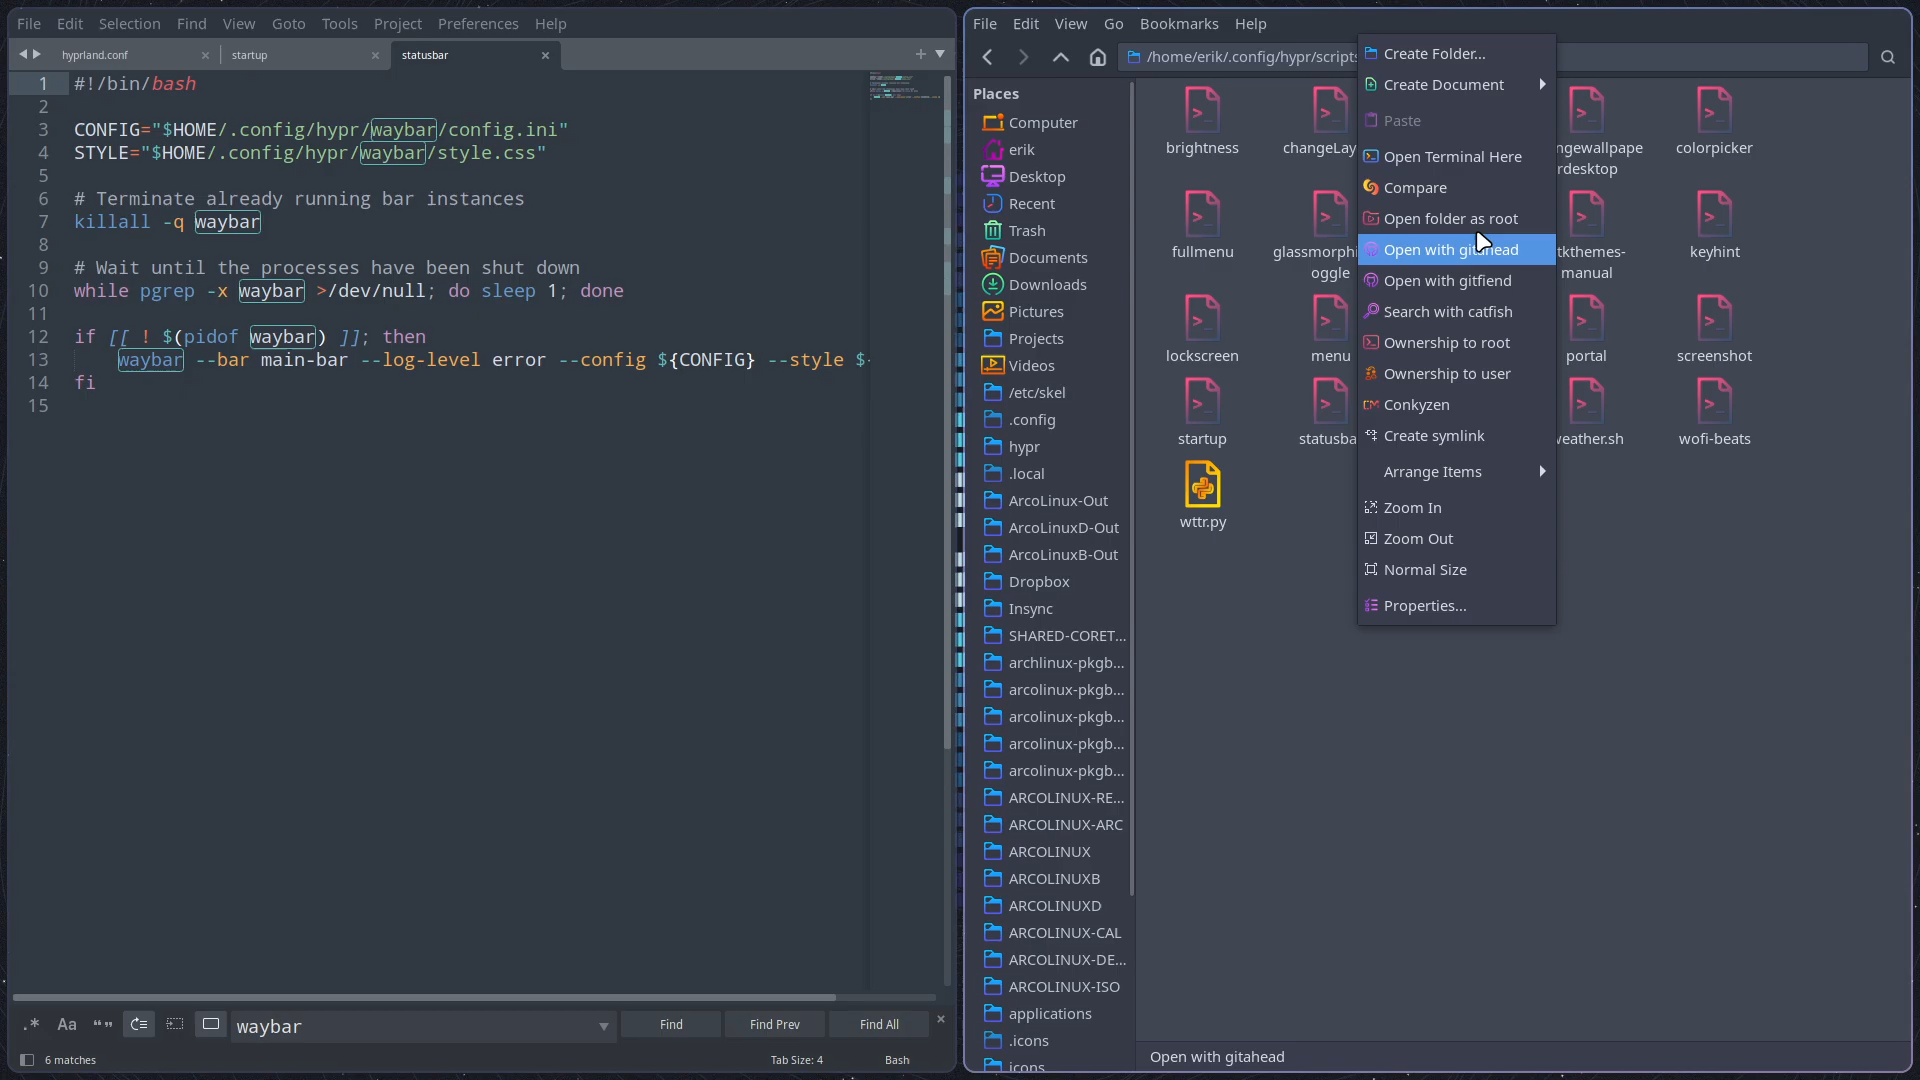 File Edit Selection Find View Goto Tools Project Preferences Help
hyprland.conf × startup × statusbar ×
1 #!/bin/bash
2
3 CONFIG="$HOME/.config/hypr/waybar/config.ini"
4 STYLE="$HOME/.config/hypr/waybar/style.css"
5
6 # Terminate already running bar instances
7 killall -q waybar
8
9 # Wait until the processes have been shut down
10 while pgrep -x waybar >/dev/null; do sleep 1; done
11
12 if [[ ! $(pidof waybar) ]]; then
13 waybar --bar main-bar --log-level error --config ${CONFIG} --style $
14 fi
15
.* Aa “” waybar Find Find Prev Find All ×
6 matches Tab Size: 4 Bash
File Edit View Go Bookmarks Help
/home/erik/.config/hypr/scripts
Places
Computer
erik
Desktop
Recent
Trash
Documents
Downloads
Pictures
Projects
Videos
/etc/skel
.config
hypr
.local
ArcoLinux-Out
ArcoLinuxD-Out
ArcoLinuxB-Out
Dropbox
Insync
SHARED-CORET...
archlinux-pkgb...
arcolinux-pkgb...
arcolinux-pkgb...
arcolinux-pkgb...
arcolinux-pkgb...
ARCOLINUX-RE...
ARCOLINUX-ARC
ARCOLINUX
ARCOLINUXB
ARCOLINUXD
ARCOLINUX-CAL
ARCOLINUX-DE...
ARCOLINUX-ISO
applications
.icons
icons
brightness changeLay ngewallpape colorpicker
rdesktop
fullmenu glassmorphi tkthemes- keyhint
oggle manual
lockscreen menu portal screenshot
startup statusba weather.sh wofi-beats
wttr.py
Create Folder...
Create Document
Paste
Open Terminal Here
Compare
Open folder as root
Open with gitahead
Open with gitfiend
Search with catfish
Ownership to root
Ownership to user
Conkyzen
Create symlink
Arrange Items
Zoom In
Zoom Out
Normal Size
Properties...
Open with gitahead